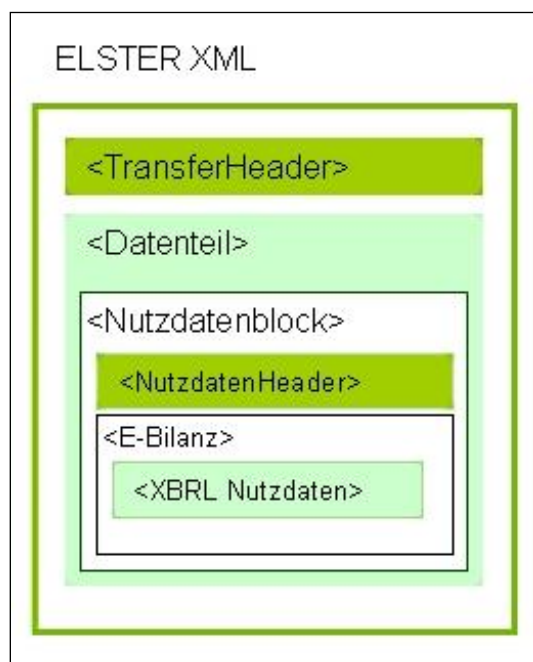 ELSTER XML
<TransferHeader>
<Datenteil>
<Nutzdatenblock>
<NutzdatenHeader>
<E-Bilanz>
<XBRL Nutzdaten>